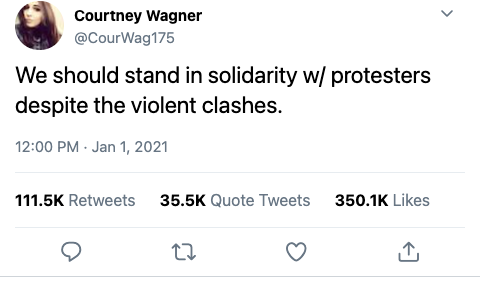 Courtney Wagner
@CourWag175
We should stand in solidarity w/ protesters
despite the violent clashes.
12:00 PM · Jan 1, 2021
111.5K Retweets 35.5K Quote Tweets 350.1K Likes